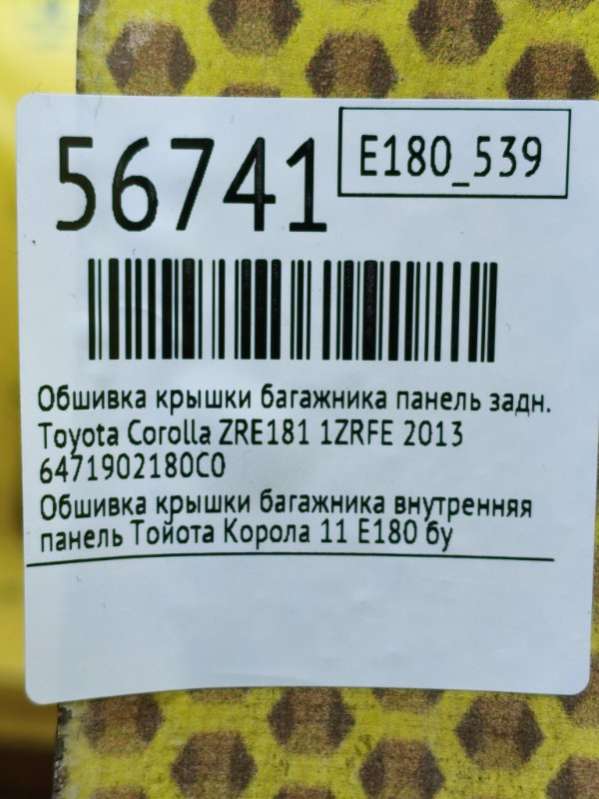 56741
E180_539
Обшивка крышки багажника панель задн.
Toyota Corolla ZRE181 1ZRFE 2013
6471902180C0
Обшивка крышки багажника внутренняя
панель Тойота Корола 11 Е180 бу